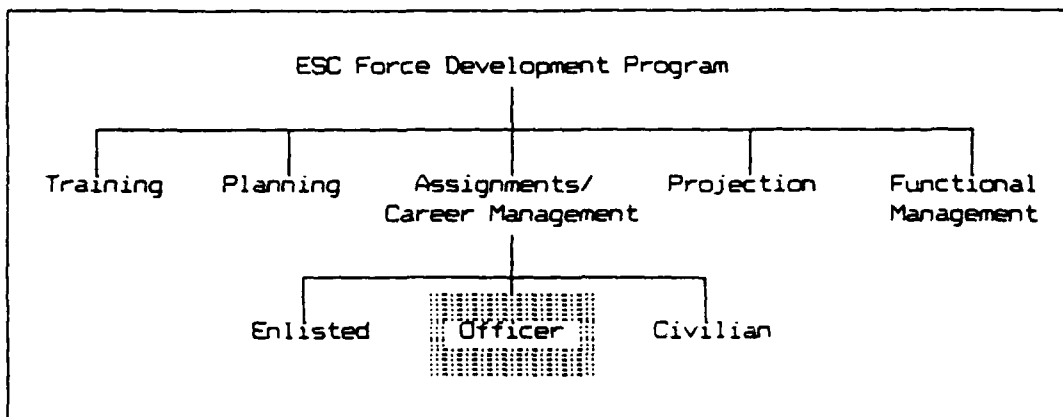 ESC Force Development Program
Training Planning Assignments/ Projection Functional
Career Management Management
Enlisted Officer Civilian